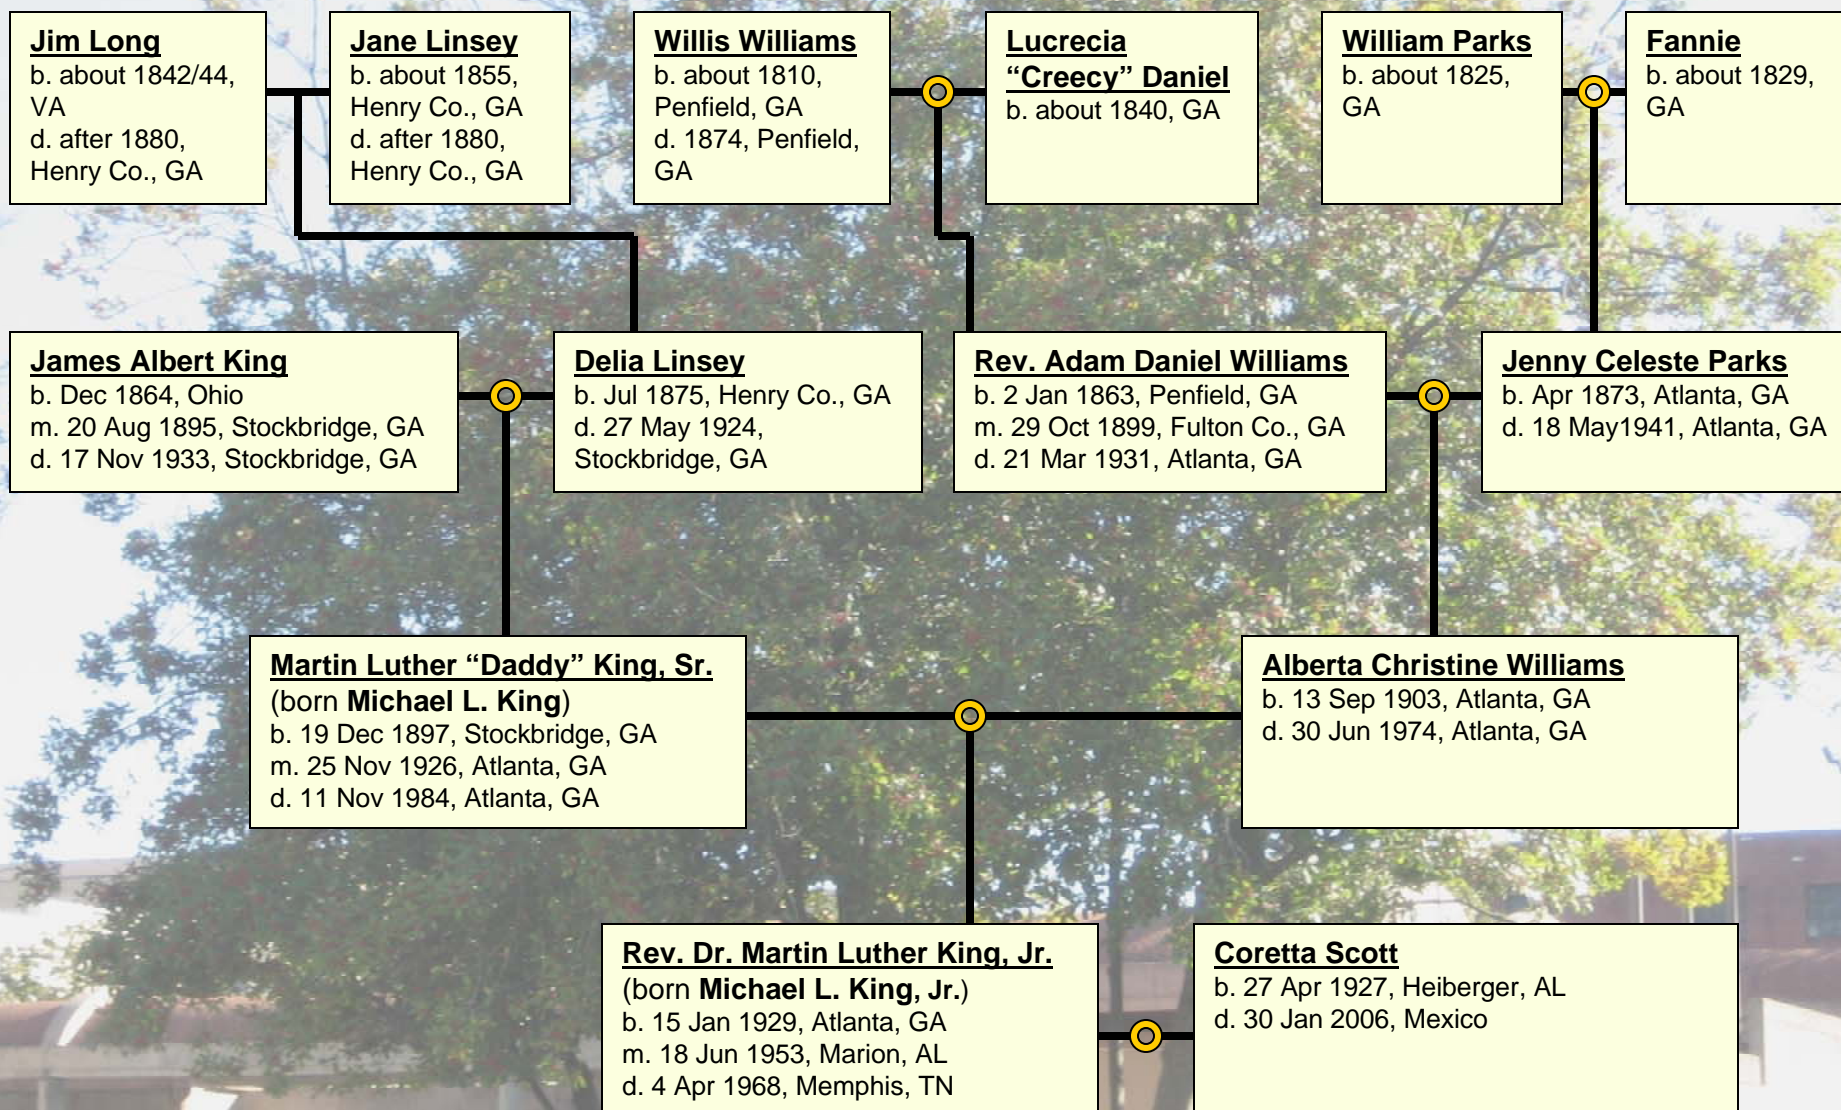 Jim Long
b. about 1842/44,
VA
d. after 1880,
Henry Co., GA
Jane Linsey
b. about 1855,
Henry Co., GA
d. after 1880,
Henry Co., GA
Willis Williams
b. about 1810,
Penfield, GA
d. 1874, Penfield,
GA
Lucrecia
“Creecy” Daniel
b. about 1840, GA
William Parks
b. about 1825,
GA
Fannie
b. about 1829,
GA
James Albert King
b. Dec 1864, Ohio
m. 20 Aug 1895, Stockbridge, GA
d. 17 Nov 1933, Stockbridge, GA
Delia Linsey
b. Jul 1875, Henry Co., GA
d. 27 May 1924,
Stockbridge, GA
Rev. Adam Daniel Williams
b. 2 Jan 1863, Penfield, GA
m. 29 Oct 1899, Fulton Co., GA
d. 21 Mar 1931, Atlanta, GA
Jenny Celeste Parks
b. Apr 1873, Atlanta, GA
d. 18 May1941, Atlanta, GA
Martin Luther “Daddy” King, Sr.
(born Michael L. King)
b. 19 Dec 1897, Stockbridge, GA
m. 25 Nov 1926, Atlanta, GA
d. 11 Nov 1984, Atlanta, GA
Alberta Christine Williams
b. 13 Sep 1903, Atlanta, GA
d. 30 Jun 1974, Atlanta, GA
Rev. Dr. Martin Luther King, Jr.
(born Michael L. King, Jr.)
b. 15 Jan 1929, Atlanta, GA
m. 18 Jun 1953, Marion, AL
d. 4 Apr 1968, Memphis, TN
Coretta Scott
b. 27 Apr 1927, Heiberger, AL
d. 30 Jan 2006, Mexico